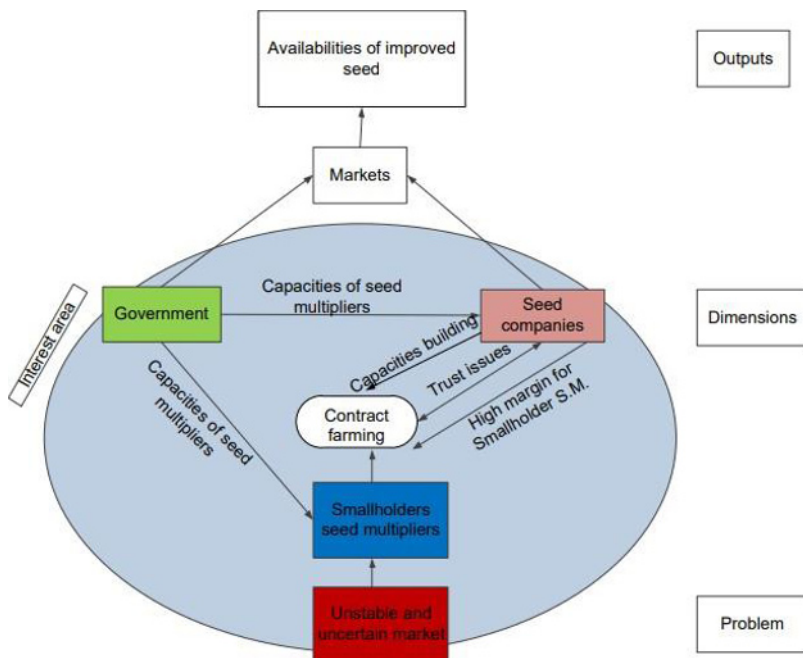 Availabilities of improved
seed
Outputs
Markets
Interest area
Government
Capacities of seed
multipliers
Seed
companies
Dimensions
Capacities building
Trust issues
High margin for
Smallholder S.M.
Capacities of seed
multipliers
Contract
farming
Smallholders
seed multipliers
Unstable and
uncertain market
Problem